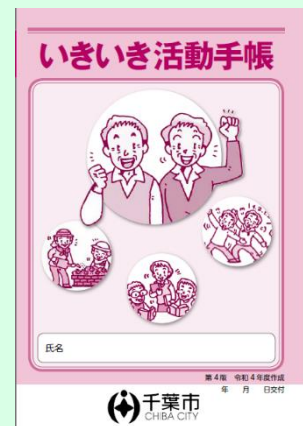 いきいき活動手帳
氏名
第4版 令和4年度作成
年 月 日交付
千葉市
CHIBA CITY